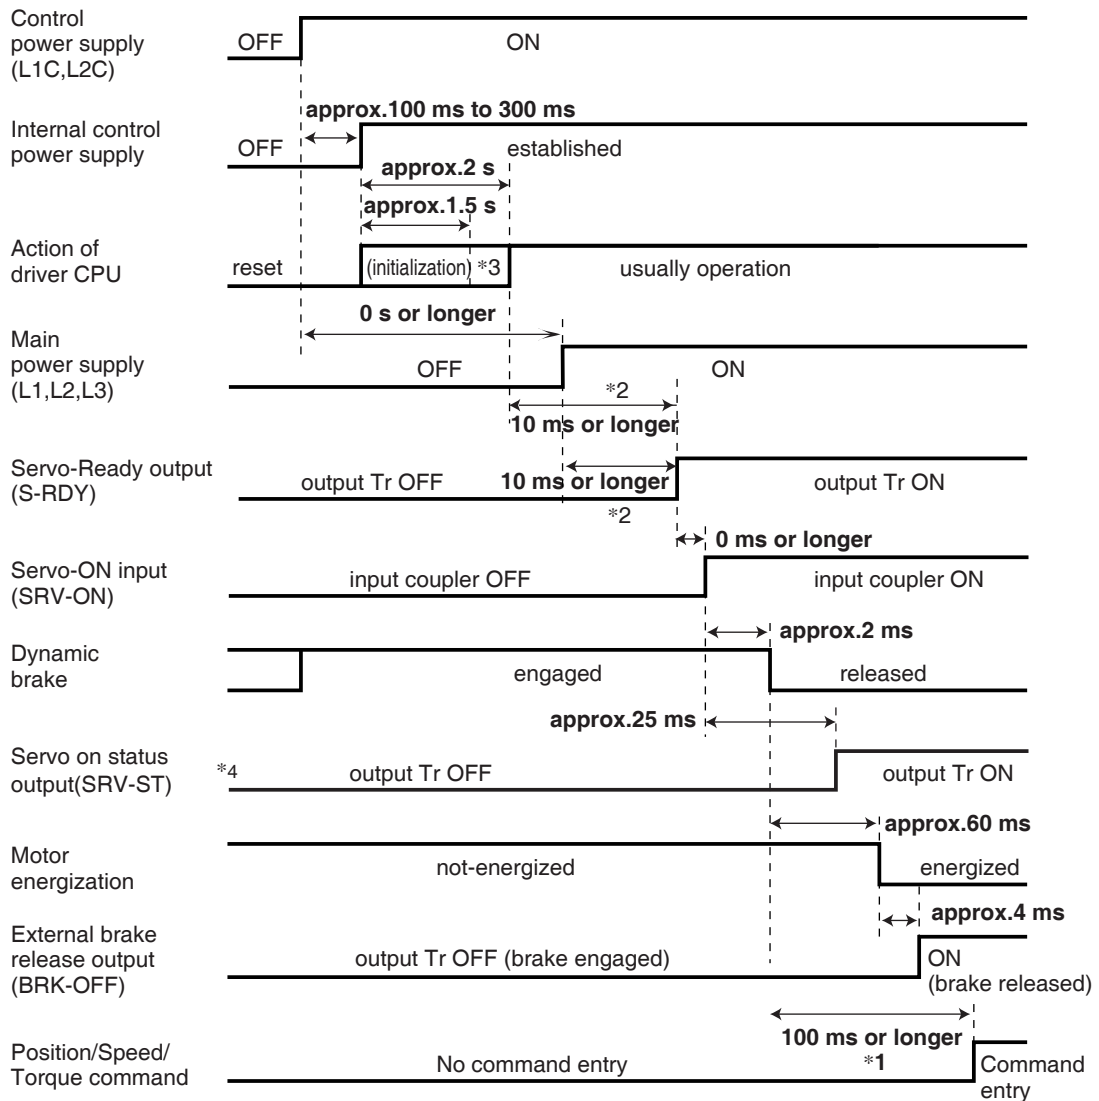 Control
power supply
(L1C,L2C)
OFF
ON
approx.100 ms to 300 ms
Internal control
power supply
OFF
established
approx.2 s
approx.1.5 s
Action of
driver CPU
reset
(initialization) *3
usually operation
0 s or longer
Main
power supply
(L1,L2,L3)
OFF
ON
*2
10 ms or longer
Servo-Ready output
(S-RDY)
output Tr OFF
10 ms or longer
output Tr ON
*2
0 ms or longer
Servo-ON input
(SRV-ON)
input coupler OFF
input coupler ON
approx.2 ms
Dynamic
brake
engaged
released
approx.25 ms
Servo on status
output(SRV-ST)
*4
output Tr OFF
output Tr ON
approx.60 ms
Motor
energization
not-energized
energized
approx.4 ms
External brake
release output
(BRK-OFF)
output Tr OFF (brake engaged)
ON
(brake released)
100 ms or longer
*1
Position/Speed/
Torque command
No command entry
Command
entry